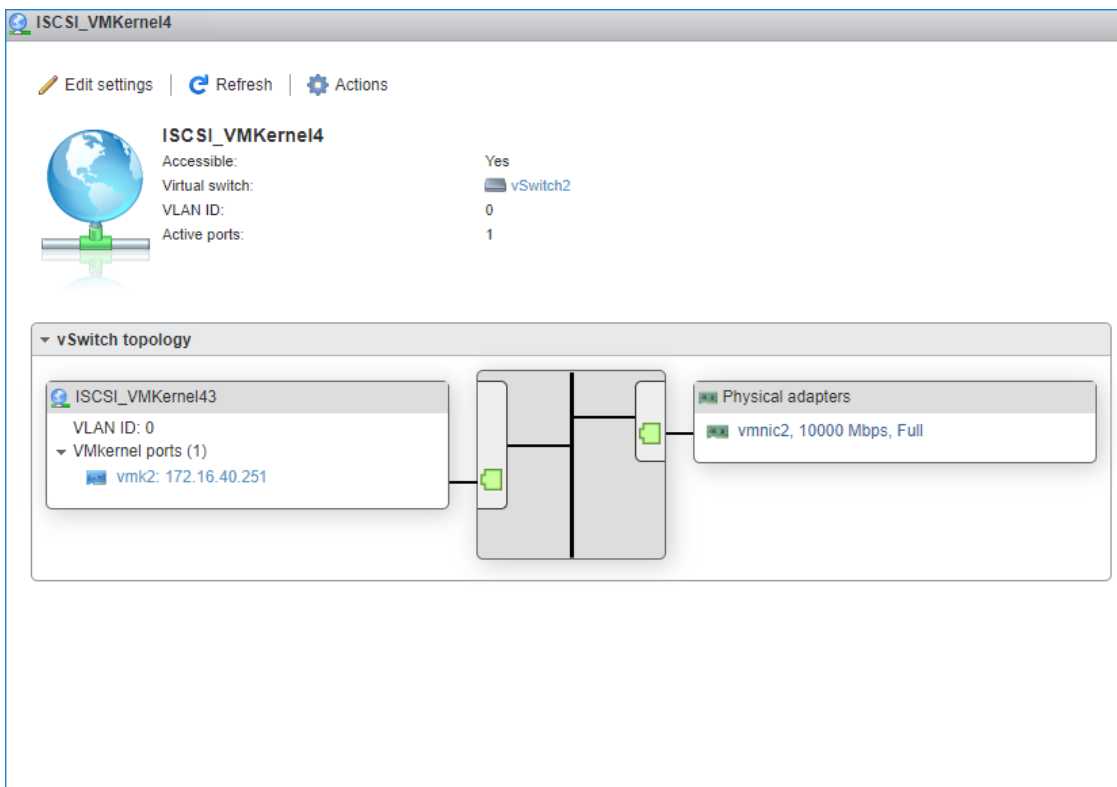 ISCSI_VMKernel4
Edit settings | Refresh | Actions
ISCSI_VMKernel4
Accessible: Yes
Virtual switch: vSwitch2
VLAN ID: 0
Active ports: 1
vSwitch topology
ISCSI_VMKernel43
VLAN ID: 0
VMkernel ports (1)
vmk2: 172.16.40.251
Physical adapters
vmnic2, 10000 Mbps, Full